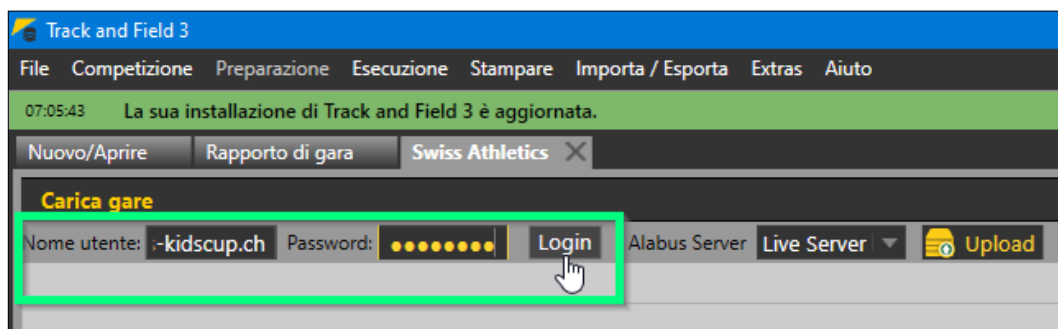 Track and Field 3
File Competizione Preparazione Esecuzione Stampare Importa / Esporta Extras Aiuto
07:05:43 La sua installazione di Track and Field 3 è aggiornata.
Nuovo/Aprire Rapporto di gara Swiss Athletics
Carica gare
Nome utente: -kidscup.ch Password: ●●●●●●●● Login Alabus Server Live Server Upload